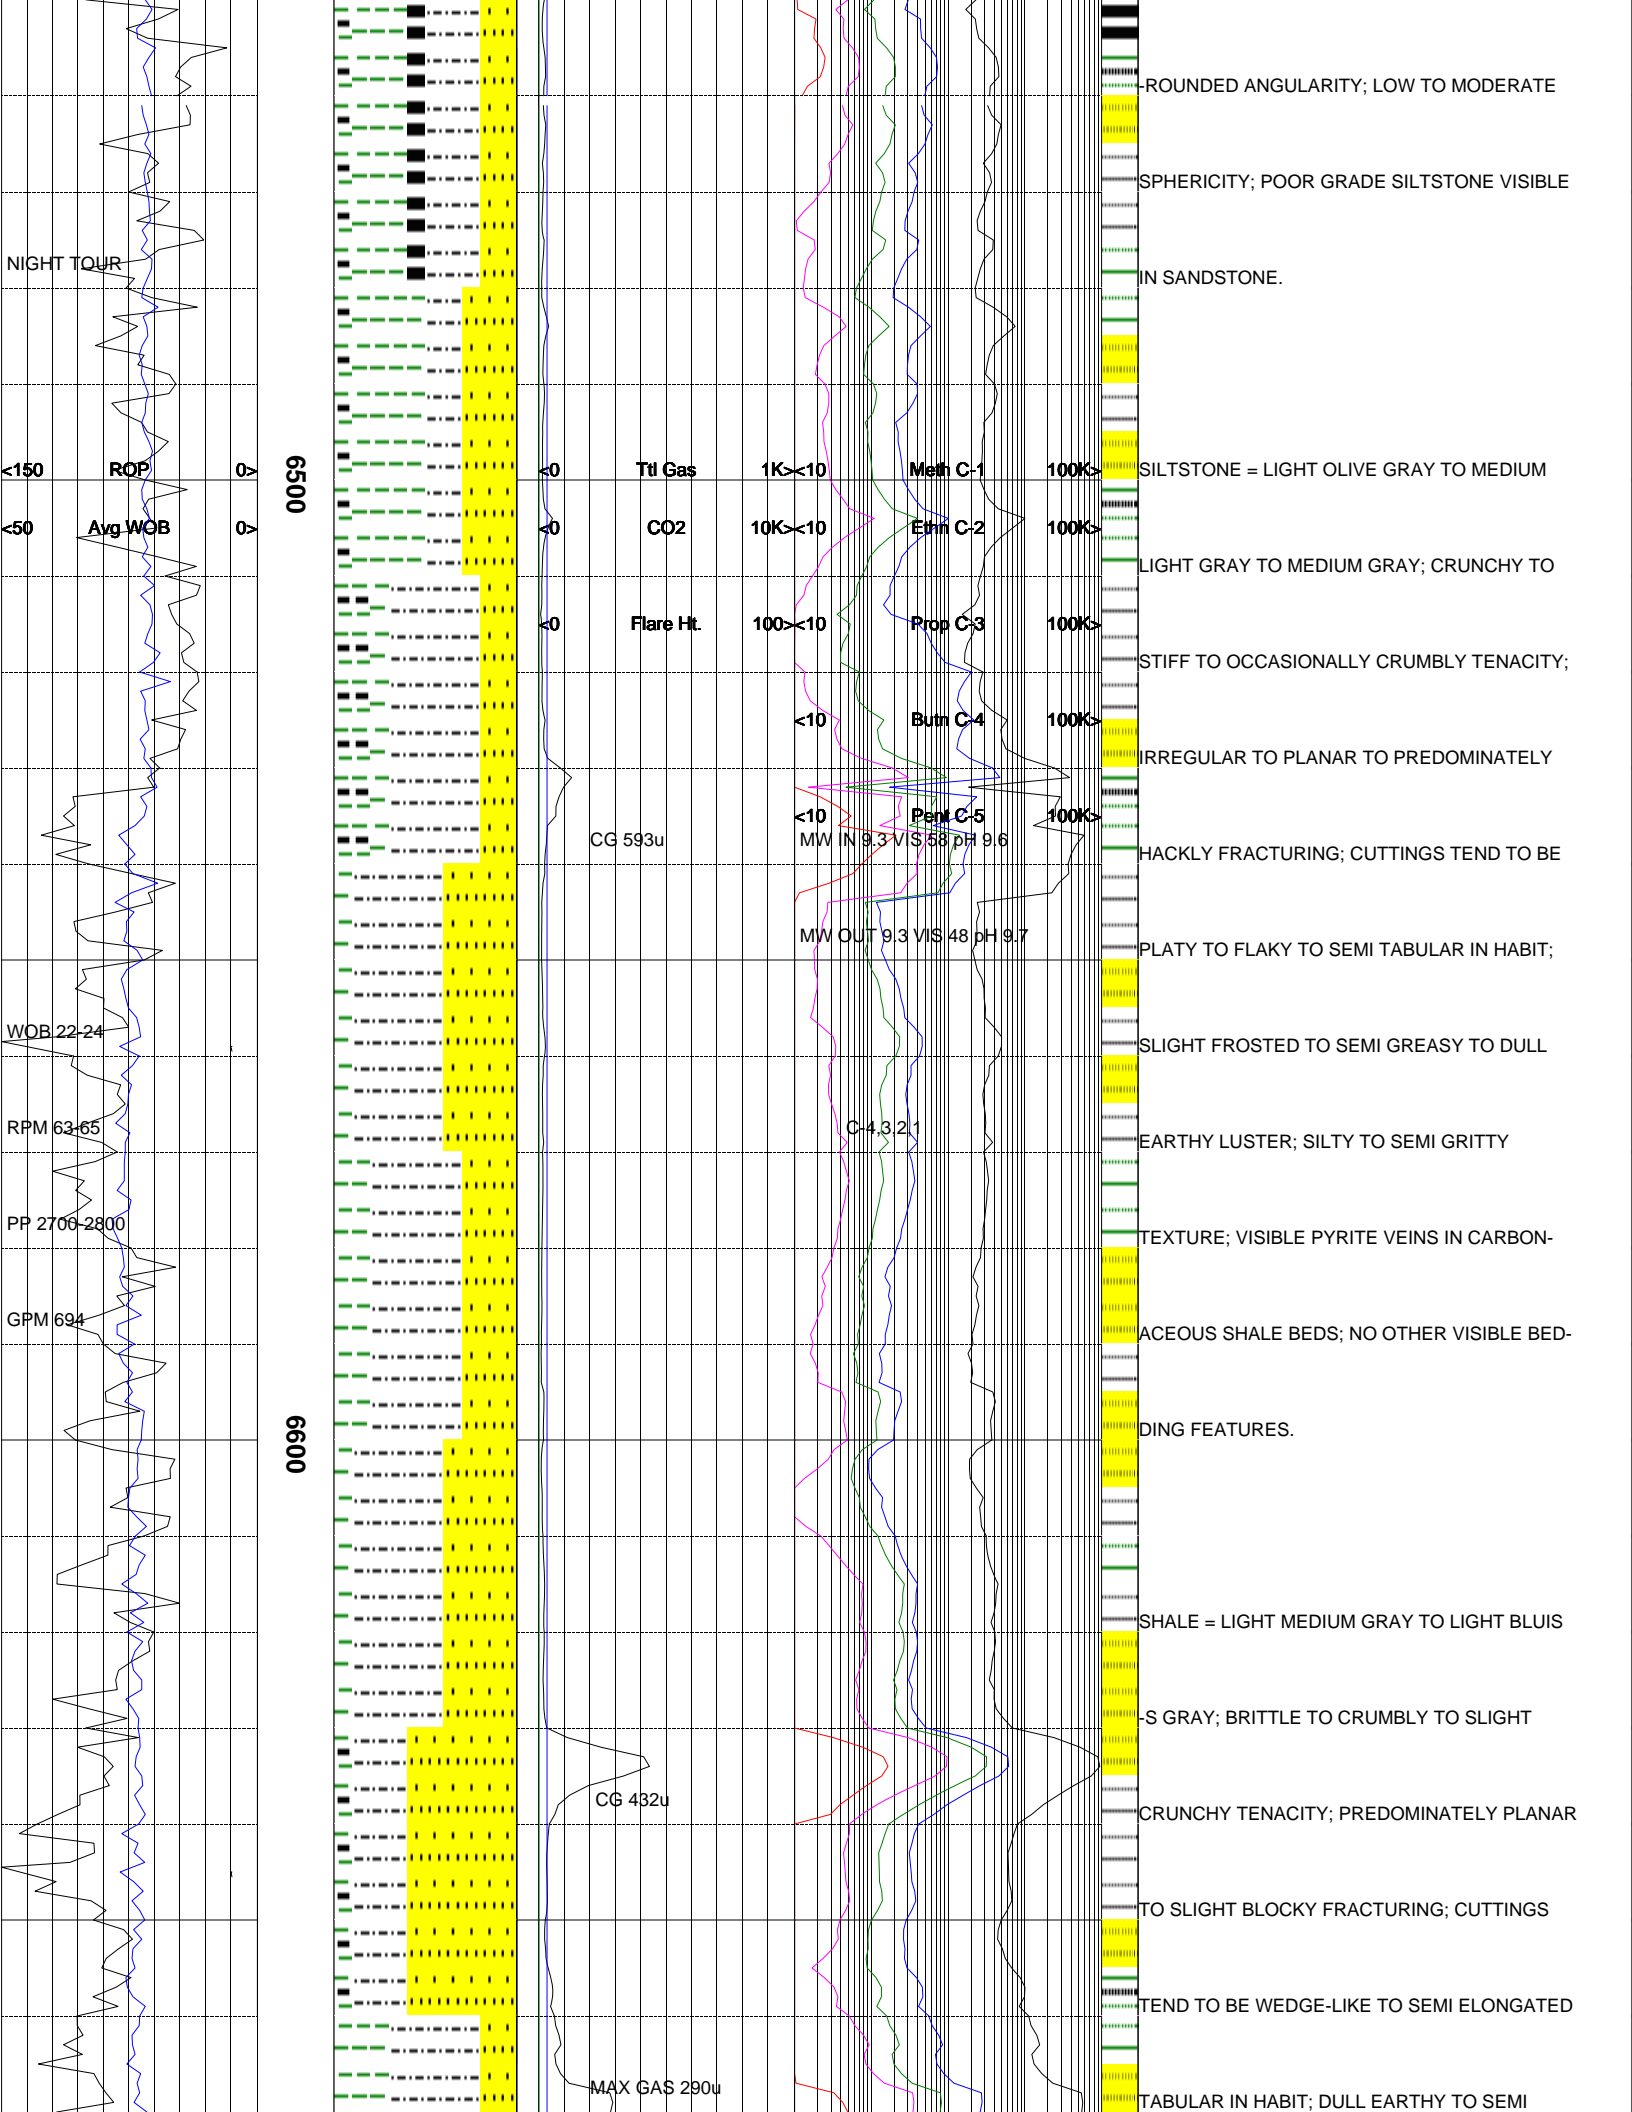 -ROUNDED ANGULARITY; LOW TO MODERATE
SPHERICITY; POOR GRADE SILTSTONE VISIBLE
NIGHT TOUR
IN SANDSTONE.
<150 ROP 0>
6500
<0 Ttl Gas 1K>
<10 Meth C-1 100K>
SILTSTONE = LIGHT OLIVE GRAY TO MEDIUM
<50 Avg WOB 0>
<0 CO2 10K>
<10 Ethn C-2 100K>
LIGHT GRAY TO MEDIUM GRAY; CRUNCHY TO
<0 Flare Ht. 100>
<10 Prop C-3 100K>
STIFF TO OCCASIONALLY CRUMBLY TENACITY;
<10 Butn C-4 100K>
IRREGULAR TO PLANAR TO PREDOMINATELY
<10 Pent C-5 100K>
CG 593u
MW IN 9.3 VIS 58 pH 9.6
HACKLY FRACTURING; CUTTINGS TEND TO BE
MW OUT 9.3 VIS 48 pH 9.7
PLATY TO FLAKY TO SEMI TABULAR IN HABIT;
WOB 22-24
SLIGHT FROSTED TO SEMI GREASY TO DULL
RPM 63-65
C-4,3,2,1
EARTHY LUSTER; SILTY TO SEMI GRITTY
PP 2700-2800
TEXTURE; VISIBLE PYRITE VEINS IN CARBON-
GPM 694
ACEOUS SHALE BEDS; NO OTHER VISIBLE BED-
6600
DING FEATURES.
SHALE = LIGHT MEDIUM GRAY TO LIGHT BLUIS
-S GRAY; BRITTLE TO CRUMBLY TO SLIGHT
CG 432u
CRUNCHY TENACITY; PREDOMINATELY PLANAR
TO SLIGHT BLOCKY FRACTURING; CUTTINGS
TEND TO BE WEDGE-LIKE TO SEMI ELONGATED
MAX GAS 290u
TABULAR IN HABIT; DULL EARTHY TO SEMI